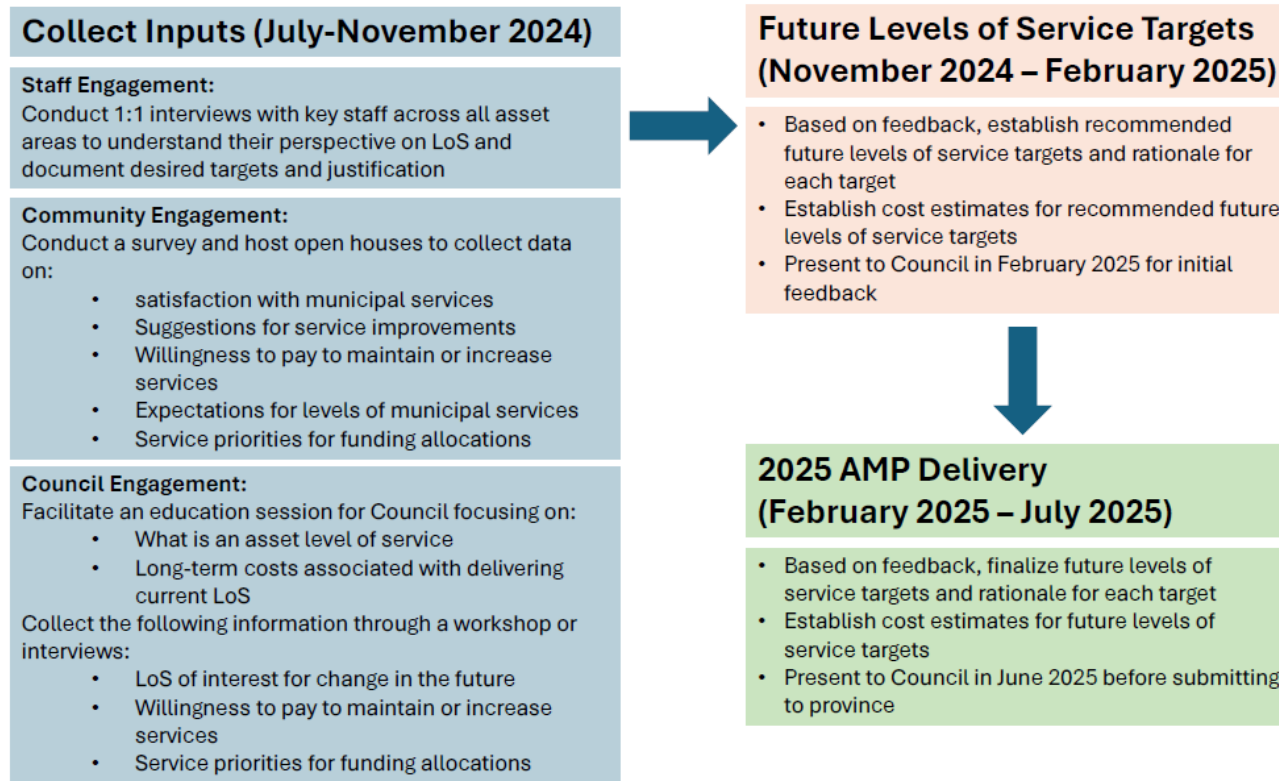 Collect Inputs (July-November 2024)
Staff Engagement:
Conduct 1:1 interviews with key staff across all asset
areas to understand their perspective on LoS and
document desired targets and justification
Community Engagement:
Conduct a survey and host open houses to collect data
on:
• satisfaction with municipal services
• Suggestions for service improvements
• Willingness to pay to maintain or increase
services
• Expectations for levels of municipal services
• Service priorities for funding allocations
Council Engagement:
Facilitate an education session for Council focusing on:
• What is an asset level of service
• Long-term costs associated with delivering
current LoS
Collect the following information through a workshop or
interviews:
• LoS of interest for change in the future
• Willingness to pay to maintain or increase
services
• Service priorities for funding allocations
Future Levels of Service Targets
(November 2024 – February 2025)
• Based on feedback, establish recommended
future levels of service targets and rationale for
each target
• Establish cost estimates for recommended future
levels of service targets
• Present to Council in February 2025 for initial
feedback
2025 AMP Delivery
(February 2025 – July 2025)
• Based on feedback, finalize future levels of
service targets and rationale for each target
• Establish cost estimates for future levels of
service targets
• Present to Council in June 2025 before submitting
to province